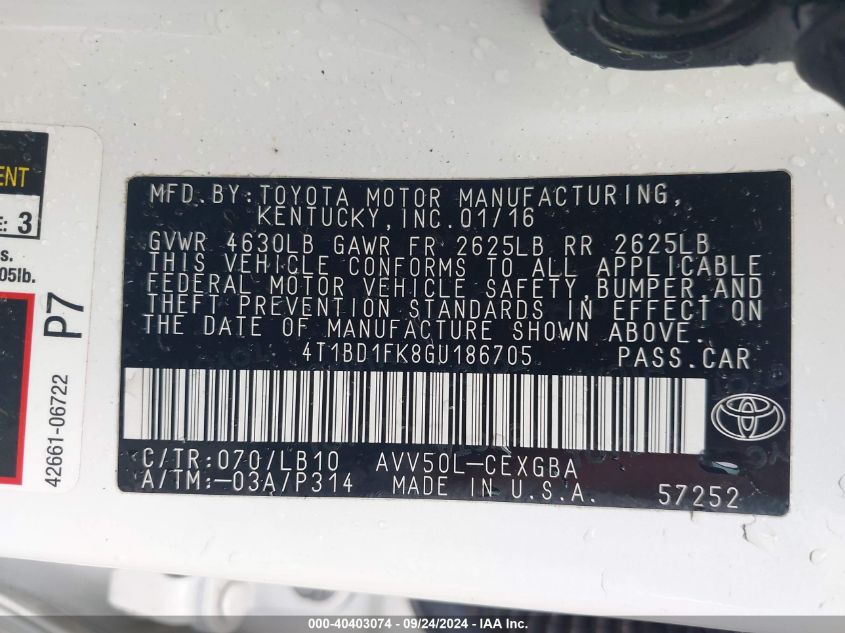 ENT
E: 3
s.
05lb.
P7
42661-06722
MFD.BY:TOYOTA MOTOR MANUFACTURING,
KENTUCKY,INC.01/16
GVWR 4630LB GAWR FR 2625LB RR 2625LB
THIS VEHICLE CONFORMS TO ALL APPLICABLE
FEDERAL MOTOR VEHICLE SAFETY,BUMPER,AND
THEFT PREVENTION STANDARDS IN EFFECT ON
THE DATE OF MANUFACTURE SHOWN ABOVE.
4T1BD1FK8GU186705 PASS.CAR
C/TR:070/LB10 AVV50L-CEXGBA
A/TM:-03A/P314 MADE IN U.S.A. 57252
000-40403074 - 09/24/2024 - IAA Inc.